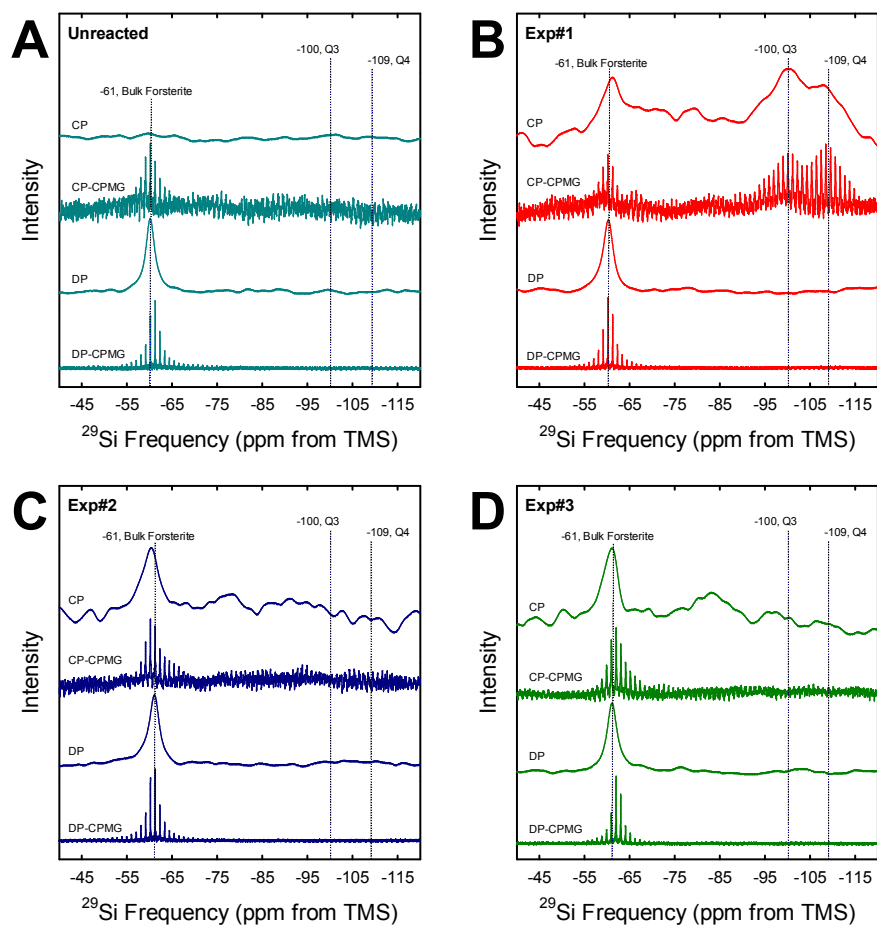 A
Unreacted
-100, Q3
-109, Q4
-61, Bulk Forsterite
CP
CP-CPMG
DP
DP-CPMG
Intensity
-45 -55 -65 -75 -85 -95 -105 -115
²⁹Si Frequency (ppm from TMS)
B
Exp#1
-100, Q3
-109, Q4
-61, Bulk Forsterite
CP
CP-CPMG
DP
DP-CPMG
Intensity
-45 -55 -65 -75 -85 -95 -105 -115
²⁹Si Frequency (ppm from TMS)
C
Exp#2
-100, Q3
-109, Q4
-61, Bulk Forsterite
CP
CP-CPMG
DP
DP-CPMG
Intensity
-45 -55 -65 -75 -85 -95 -105 -115
²⁹Si Frequency (ppm from TMS)
D
Exp#3
-100, Q3
-109, Q4
-61, Bulk Forsterite
CP
CP-CPMG
DP
DP-CPMG
Intensity
-45 -55 -65 -75 -85 -95 -105 -115
²⁹Si Frequency (ppm from TMS)